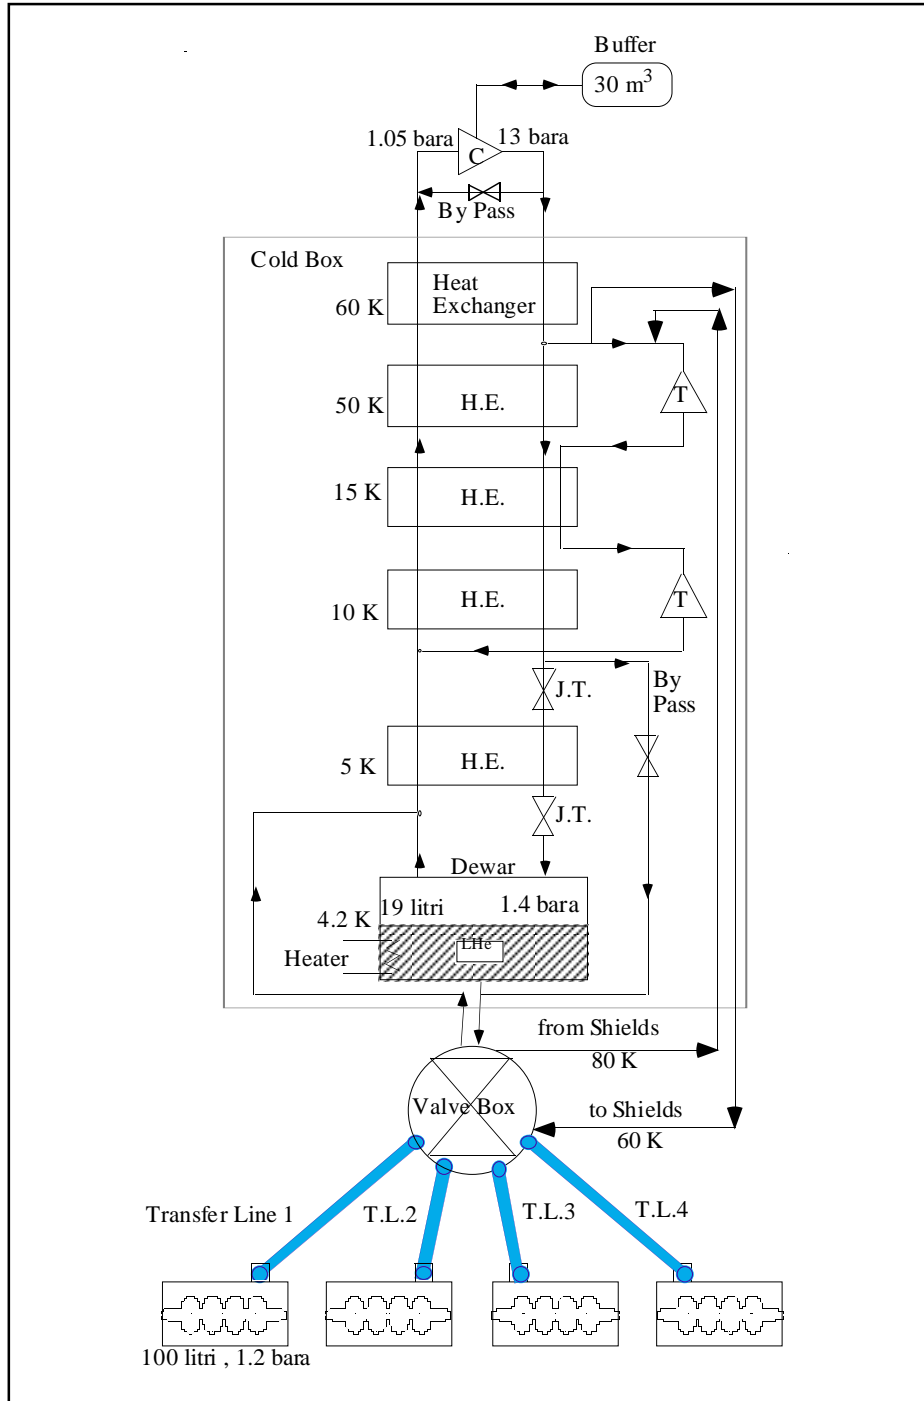 Buffer
30 m³
1.05 bara
13 bara
C
By Pass
Cold Box
Heat
Exchanger
60 K
50 K
H.E.
T
15 K
H.E.
10 K
H.E.
T
J.T.
By
Pass
5 K
H.E.
J.T.
Dewar
19 litri
1.4 bara
4.2 K
LHe
Heater
from Shields
80 K
Valve Box
to Shields
60 K
Transfer Line 1
T.L.2
T.L.3
T.L.4
100 litri , 1.2 bara